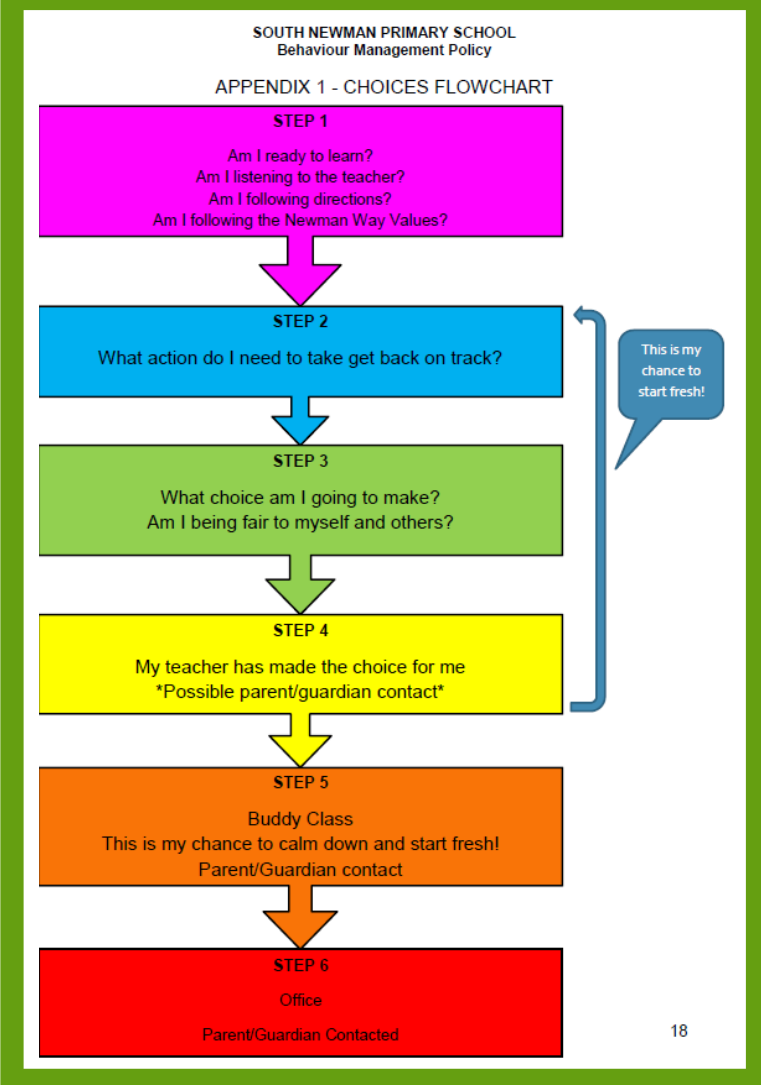 SOUTH NEWMAN PRIMARY SCHOOL
Behaviour Management Policy
APPENDIX 1 - CHOICES FLOWCHART
STEP 1
Am I ready to learn?
Am I listening to the teacher?
Am I following directions?
Am I following the Newman Way Values?
STEP 2
What action do I need to take get back on track?
This is my
chance to
start fresh!
STEP 3
What choice am I going to make?
Am I being fair to myself and others?
STEP 4
My teacher has made the choice for me
*Possible parent/guardian contact*
STEP 5
Buddy Class
This is my chance to calm down and start fresh!
Parent/Guardian contact
STEP 6
Office
Parent/Guardian Contacted
18